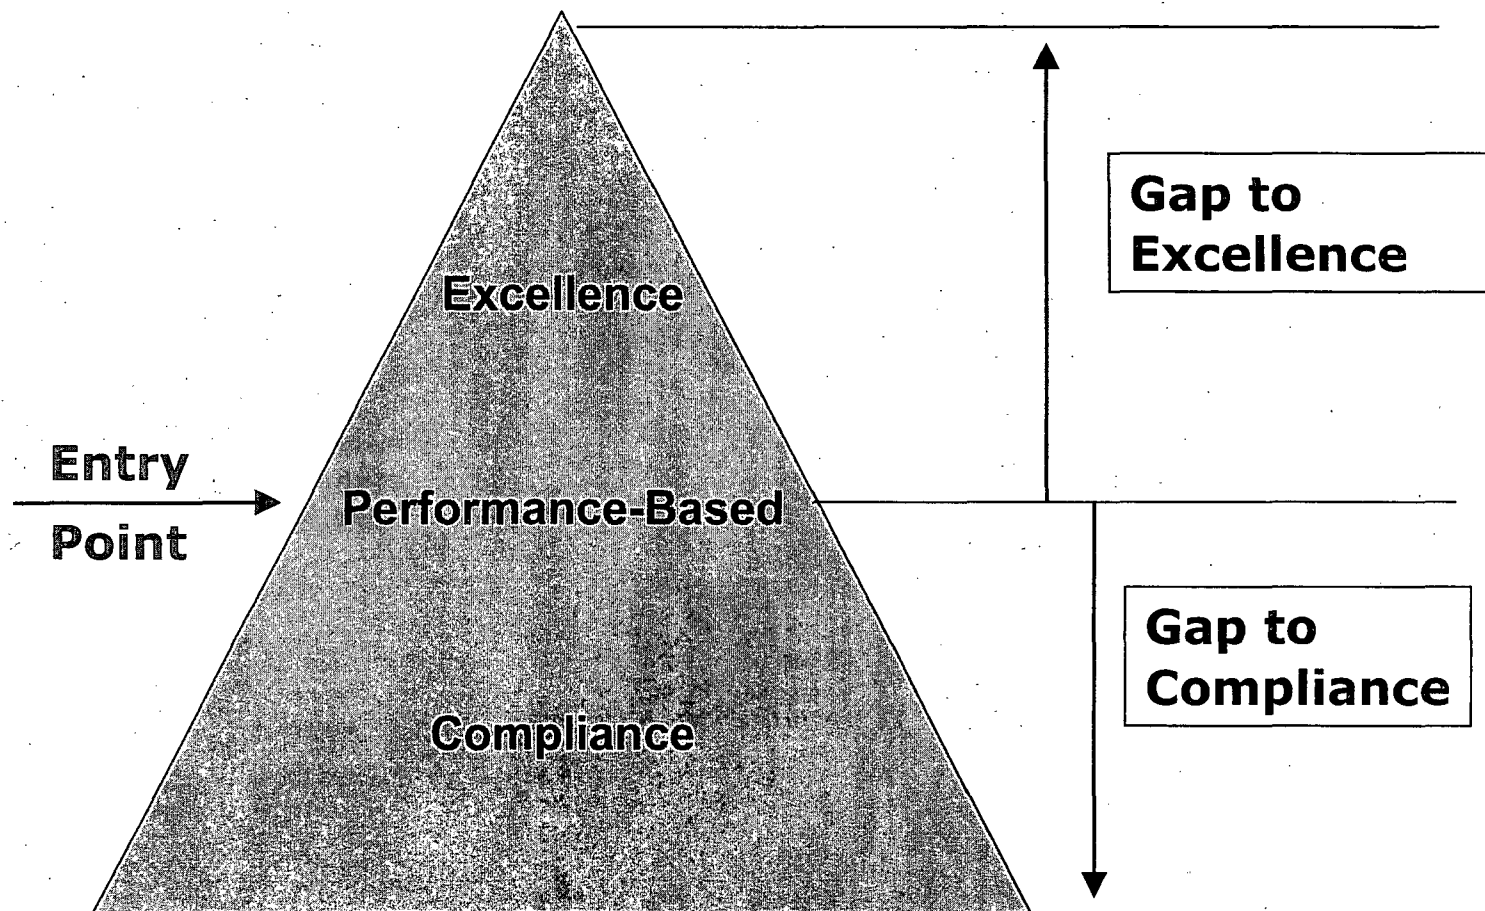 Gap to
Excellence
Excellence
Entry
Point
Performance-Based
Gap to
Compliance
Compliance